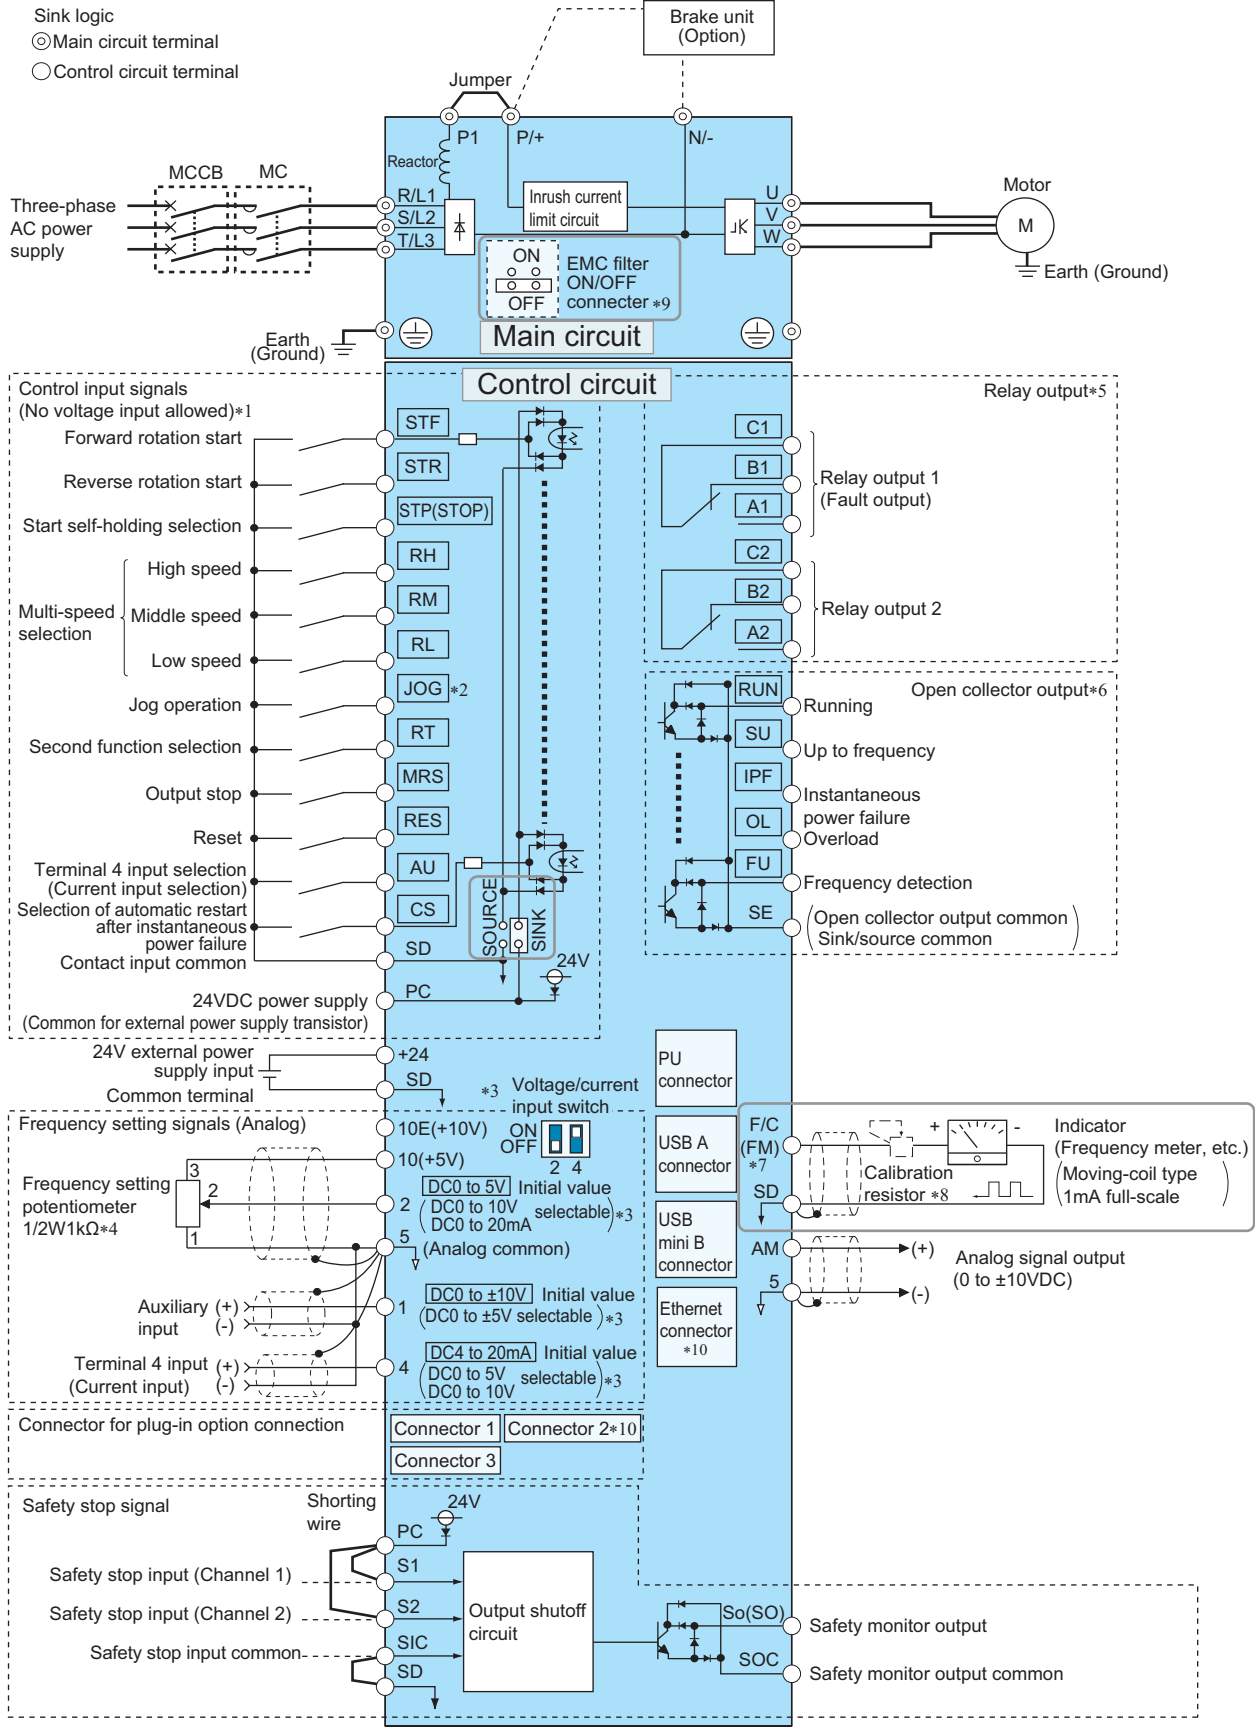 Sink logic
Main circuit terminal
Control circuit terminal
Brake unit
(Option)
Jumper
P1
P/+
N/-
Reactor
MCCB
MC
Three-phase
AC power
supply
R/L1
S/L2
T/L3
Inrush current
limit circuit
U
V
W
Motor
M
Earth (Ground)
ON
OFF
EMC filter
ON/OFF
connecter *9
Earth
(Ground)
Main circuit
Control circuit
Control input signals
(No voltage input allowed)*1
Forward rotation start
Reverse rotation start
Start self-holding selection
Multi-speed
selection
High speed
Middle speed
Low speed
Jog operation
Second function selection
Output stop
Reset
Terminal 4 input selection
(Current input selection)
Selection of automatic restart
after instantaneous
power failure
Contact input common
24VDC power supply
(Common for external power supply transistor)
STF
STR
STP(STOP)
RH
RM
RL
JOG *2
RT
MRS
RES
AU
CS
SD
PC
SOURCE
SINK
24V
Relay output*5
C1
B1
A1
Relay output 1
(Fault output)
C2
B2
A2
Relay output 2
Open collector output*6
RUN
Running
SU
Up to frequency
IPF
Instantaneous
power failure
OL
Overload
FU
Frequency detection
SE
(Open collector output common
Sink/source common)
24V external power
supply input
Common terminal
+24
SD
*3
Voltage/current
input switch
ON
OFF
2 4
Frequency setting signals (Analog)
10E(+10V)
10(+5V)
Frequency setting
potentiometer
1/2W1kΩ*4
3
2
1
2
DC0 to 5V Initial value
(DC0 to 10V
DC0 to 20mA selectable)*3
5
(Analog common)
Auxiliary
input
(+)
(-)
1
DC0 to ±10V Initial value
(DC0 to ±5V selectable)*3
Terminal 4 input
(Current input)
(+)
(-)
4
DC4 to 20mA Initial value
(DC0 to 5V
DC0 to 10V selectable)*3
PU
connector
USB A
connector
USB
mini B
connector
Ethernet
connector
*10
F/C
(FM)
*7
SD
+
-
Calibration
resistor *8
Indicator
(Frequency meter, etc.)
(Moving-coil type
1mA full-scale)
AM
5
(+)
(-)
Analog signal output
(0 to ±10VDC)
Connector for plug-in option connection
Connector 1
Connector 2*10
Connector 3
Safety stop signal
Shorting
wire
24V
PC
S1
S2
SIC
SD
Safety stop input (Channel 1)
Safety stop input (Channel 2)
Safety stop input common
Output shutoff
circuit
So(SO)
SOC
Safety monitor output
Safety monitor output common